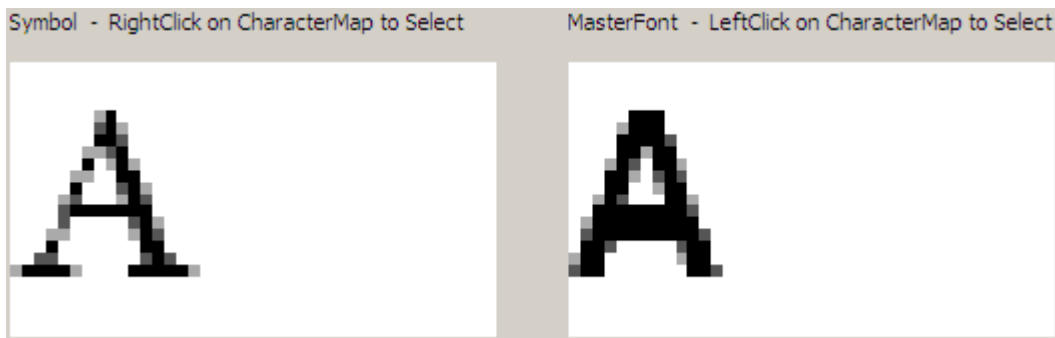 Symbol - RightClick on CharacterMap to Select
MasterFont - LeftClick on CharacterMap to Select
A
A